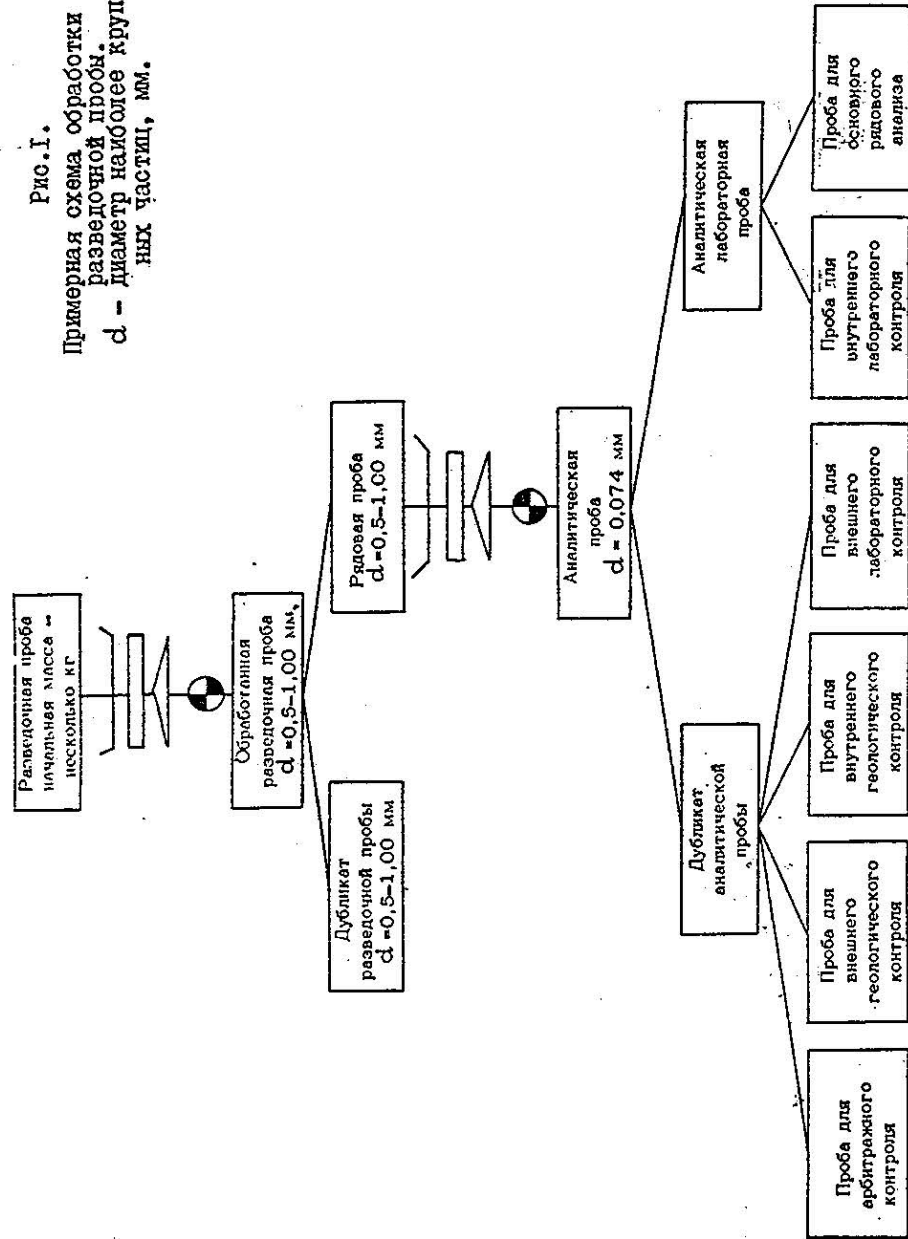 Рис.I.
Примерная схема обработки
разведочной пробы.
d – диаметр наиболее круп
ных частиц, мм.
Разведочная проба
начальная масса –
несколько кг
Обработанная
разведочная проба
d =0,5–1,00 мм.
Дубликат
разведочной пробы
d =0,5–1,00 мм
Рядовая проба
d =0,5–1,00 мм
Аналитическая
проба
d = 0,074 мм
Дубликат
аналитической
пробы
Аналитическая
лабораторная
проба
Проба для
арбитражного
контроля
Проба для
внешнего
геологического
контроля
Проба для
внутреннего
геологического
контроля
Проба для
внешнего
лабораторного
контроля
Проба для
внутреннего
лабораторного
контроля
Проба для
основного
рядового
анализа